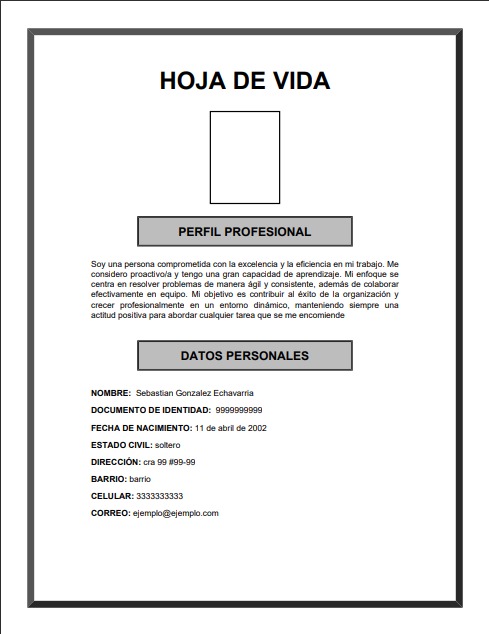 HOJA DE VIDA
PERFIL PROFESIONAL
Soy una persona comprometida con la excelencia y la eficiencia en mi trabajo. Me
considero proactivo/a y tengo una gran capacidad de aprendizaje. Mi enfoque se
centra en resolver problemas de manera ágil y consistente, además de colaborar
efectivamente en equipo. Mi objetivo es contribuir al éxito de la organización y
crecer profesionalmente en un entorno dinámico, manteniendo siempre una
actitud positiva para abordar cualquier tarea que se me encomiende
DATOS PERSONALES
NOMBRE: Sebastian Gonzalez Echavarria
DOCUMENTO DE IDENTIDAD: 9999999999
FECHA DE NACIMIENTO: 11 de abril de 2002
ESTADO CIVIL: soltero
DIRECCIÓN: cra 99 #99-99
BARRIO: barrio
CELULAR: 3333333333
CORREO: ejemplo@ejemplo.com